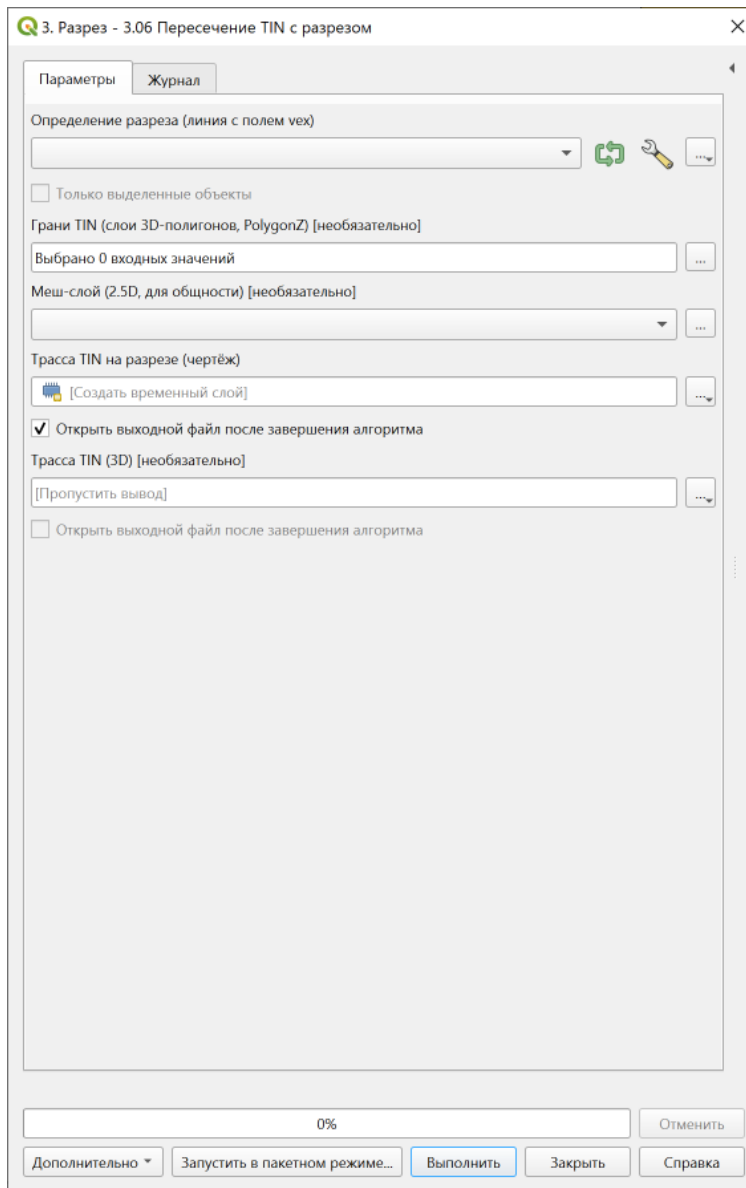 3. Разрез - 3.06 Пересечение TIN с разрезом
Параметры
Журнал
Определение разреза (линия с полем vex)
...
Только выделенные объекты
Грани TIN (слои 3D-полигонов, PolygonZ) [необязательно]
Выбрано 0 входных значений
...
Меш-слой (2.5D, для общности) [необязательно]
...
Трасса TIN на разрезе (чертёж)
[Создать временный слой]
...
Открыть выходной файл после завершения алгоритма
Трасса TIN (3D) [необязательно]
[Пропустить вывод]
...
Открыть выходной файл после завершения алгоритма
0%
Отменить
Дополнительно
Запустить в пакетном режиме...
Выполнить
Закрыть
Справка